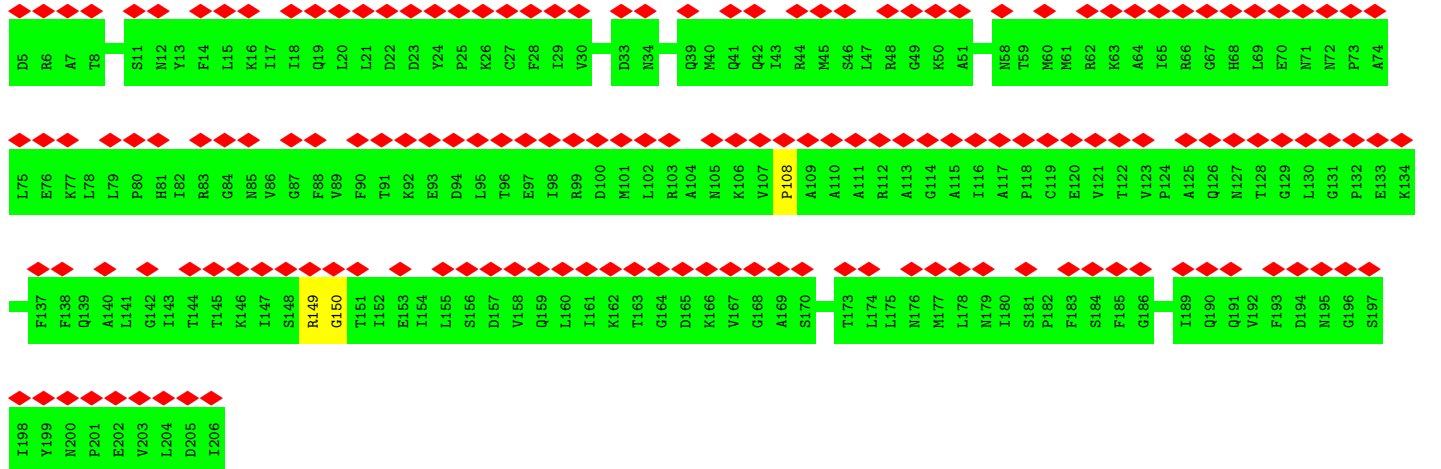 D5 R6 A7 T8 S11 N12 Y13 F14 L15 K16 I17 I18 Q19 L20 L21 D22 D23 Y24 P25 K26 C27 F28 I29 V30 D33 N34 Q39 M40 Q41 Q42 I43 R44 M45 S46 L47 R48 G49 K50 A51 N58 T59 M60 M61 R62 K63 A64 I65 R66 G67 H68 L69 E70 N71 N72 P73 A74
L75 E76 K77 L78 L79 P80 H81 I82 R83 G84 N85 V86 G87 F88 V89 F90 T91 K92 E93 D94 L95 T96 E97 I98 R99 D100 M101 L102 R103 A104 N105 K106 V107 P108 A109 A110 A111 R112 A113 G114 A115 I116 A117 P118 C119 E120 V121 T122 V123 P124 A125 Q126 N127 T128 G129 L130 G131 P132 E133 K134
F137 F138 Q139 A140 L141 G142 I143 T144 T145 K146 I147 S148 R149 G150 T151 I152 E153 I154 L155 S156 D157 V158 Q159 L160 I161 K162 T163 G164 D165 K166 V167 G168 A169 S170 T173 L174 L175 N176 M177 L178 N179 I180 S181 P182 F183 S184 F185 G186 I189 Q190 Q191 V192 F193 D194 N195 G196 S197
I198 Y199 N200 P201 E202 V203 L204 D205 I206